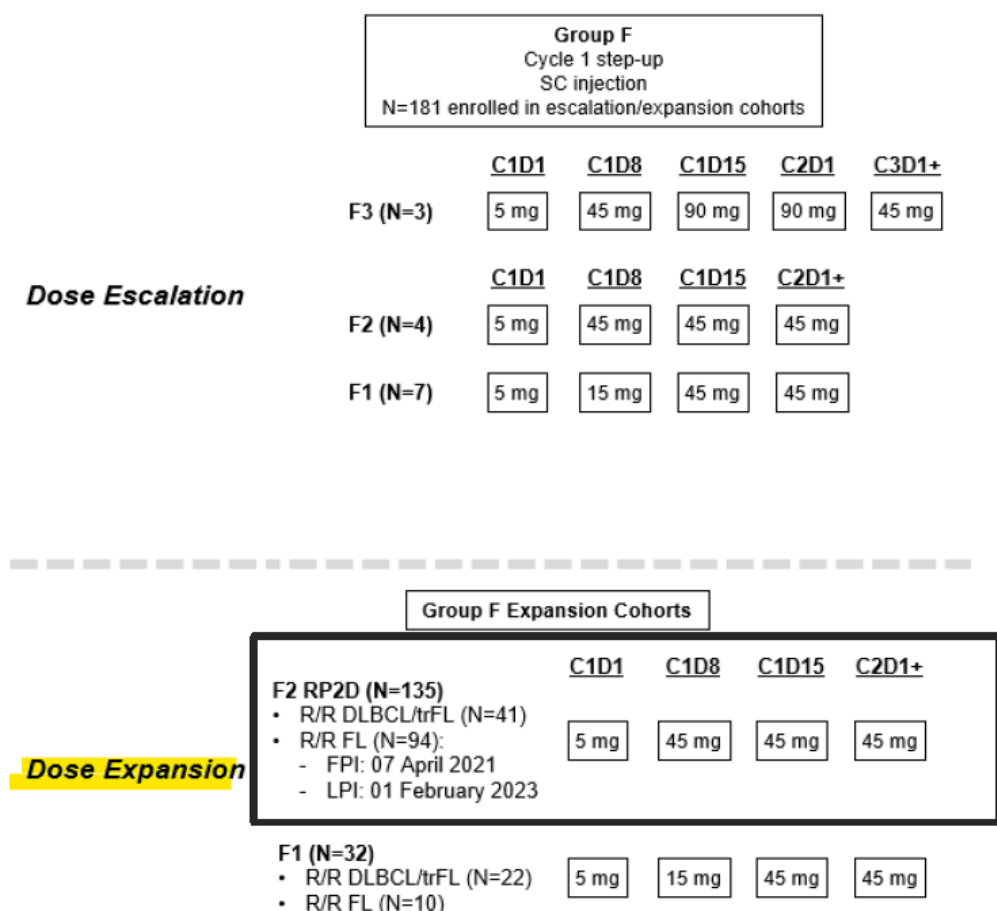 Group F
Cycle 1 step-up
SC injection
N=181 enrolled in escalation/expansion cohorts
C1D1 C1D8 C1D15 C2D1 C3D1+
F3 (N=3) 5 mg 45 mg 90 mg 90 mg 45 mg
Dose Escalation
C1D1 C1D8 C1D15 C2D1+
F2 (N=4) 5 mg 45 mg 45 mg 45 mg
F1 (N=7) 5 mg 15 mg 45 mg 45 mg
Group F Expansion Cohorts
C1D1 C1D8 C1D15 C2D1+
F2 RP2D (N=135)
• R/R DLBCL/trFL (N=41)
• R/R FL (N=94):
- FPI: 07 April 2021
- LPI: 01 February 2023
5 mg 45 mg 45 mg 45 mg
Dose Expansion
F1 (N=32)
• R/R DLBCL/trFL (N=22)
• R/R FL (N=10)
5 mg 15 mg 45 mg 45 mg